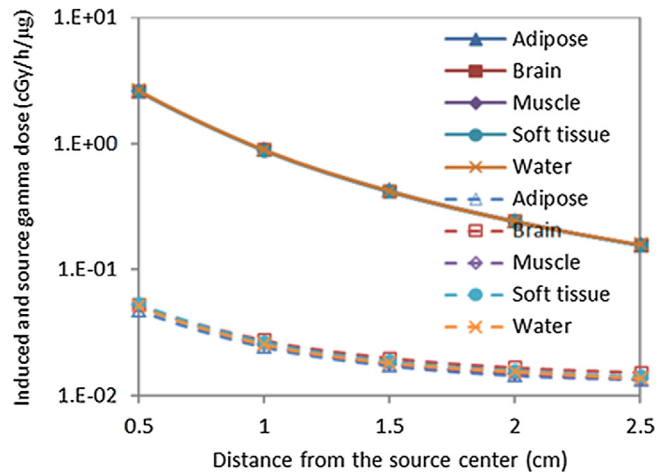 Induced and source gamma dose (cGy/h/µg)
1.E+01
1.E+00
1.E-01
1.E-02
Adipose
Brain
Muscle
Soft tissue
Water
Adipose
Brain
Muscle
Soft tissue
Water
0.5 1 1.5 2 2.5
Distance from the source center (cm)